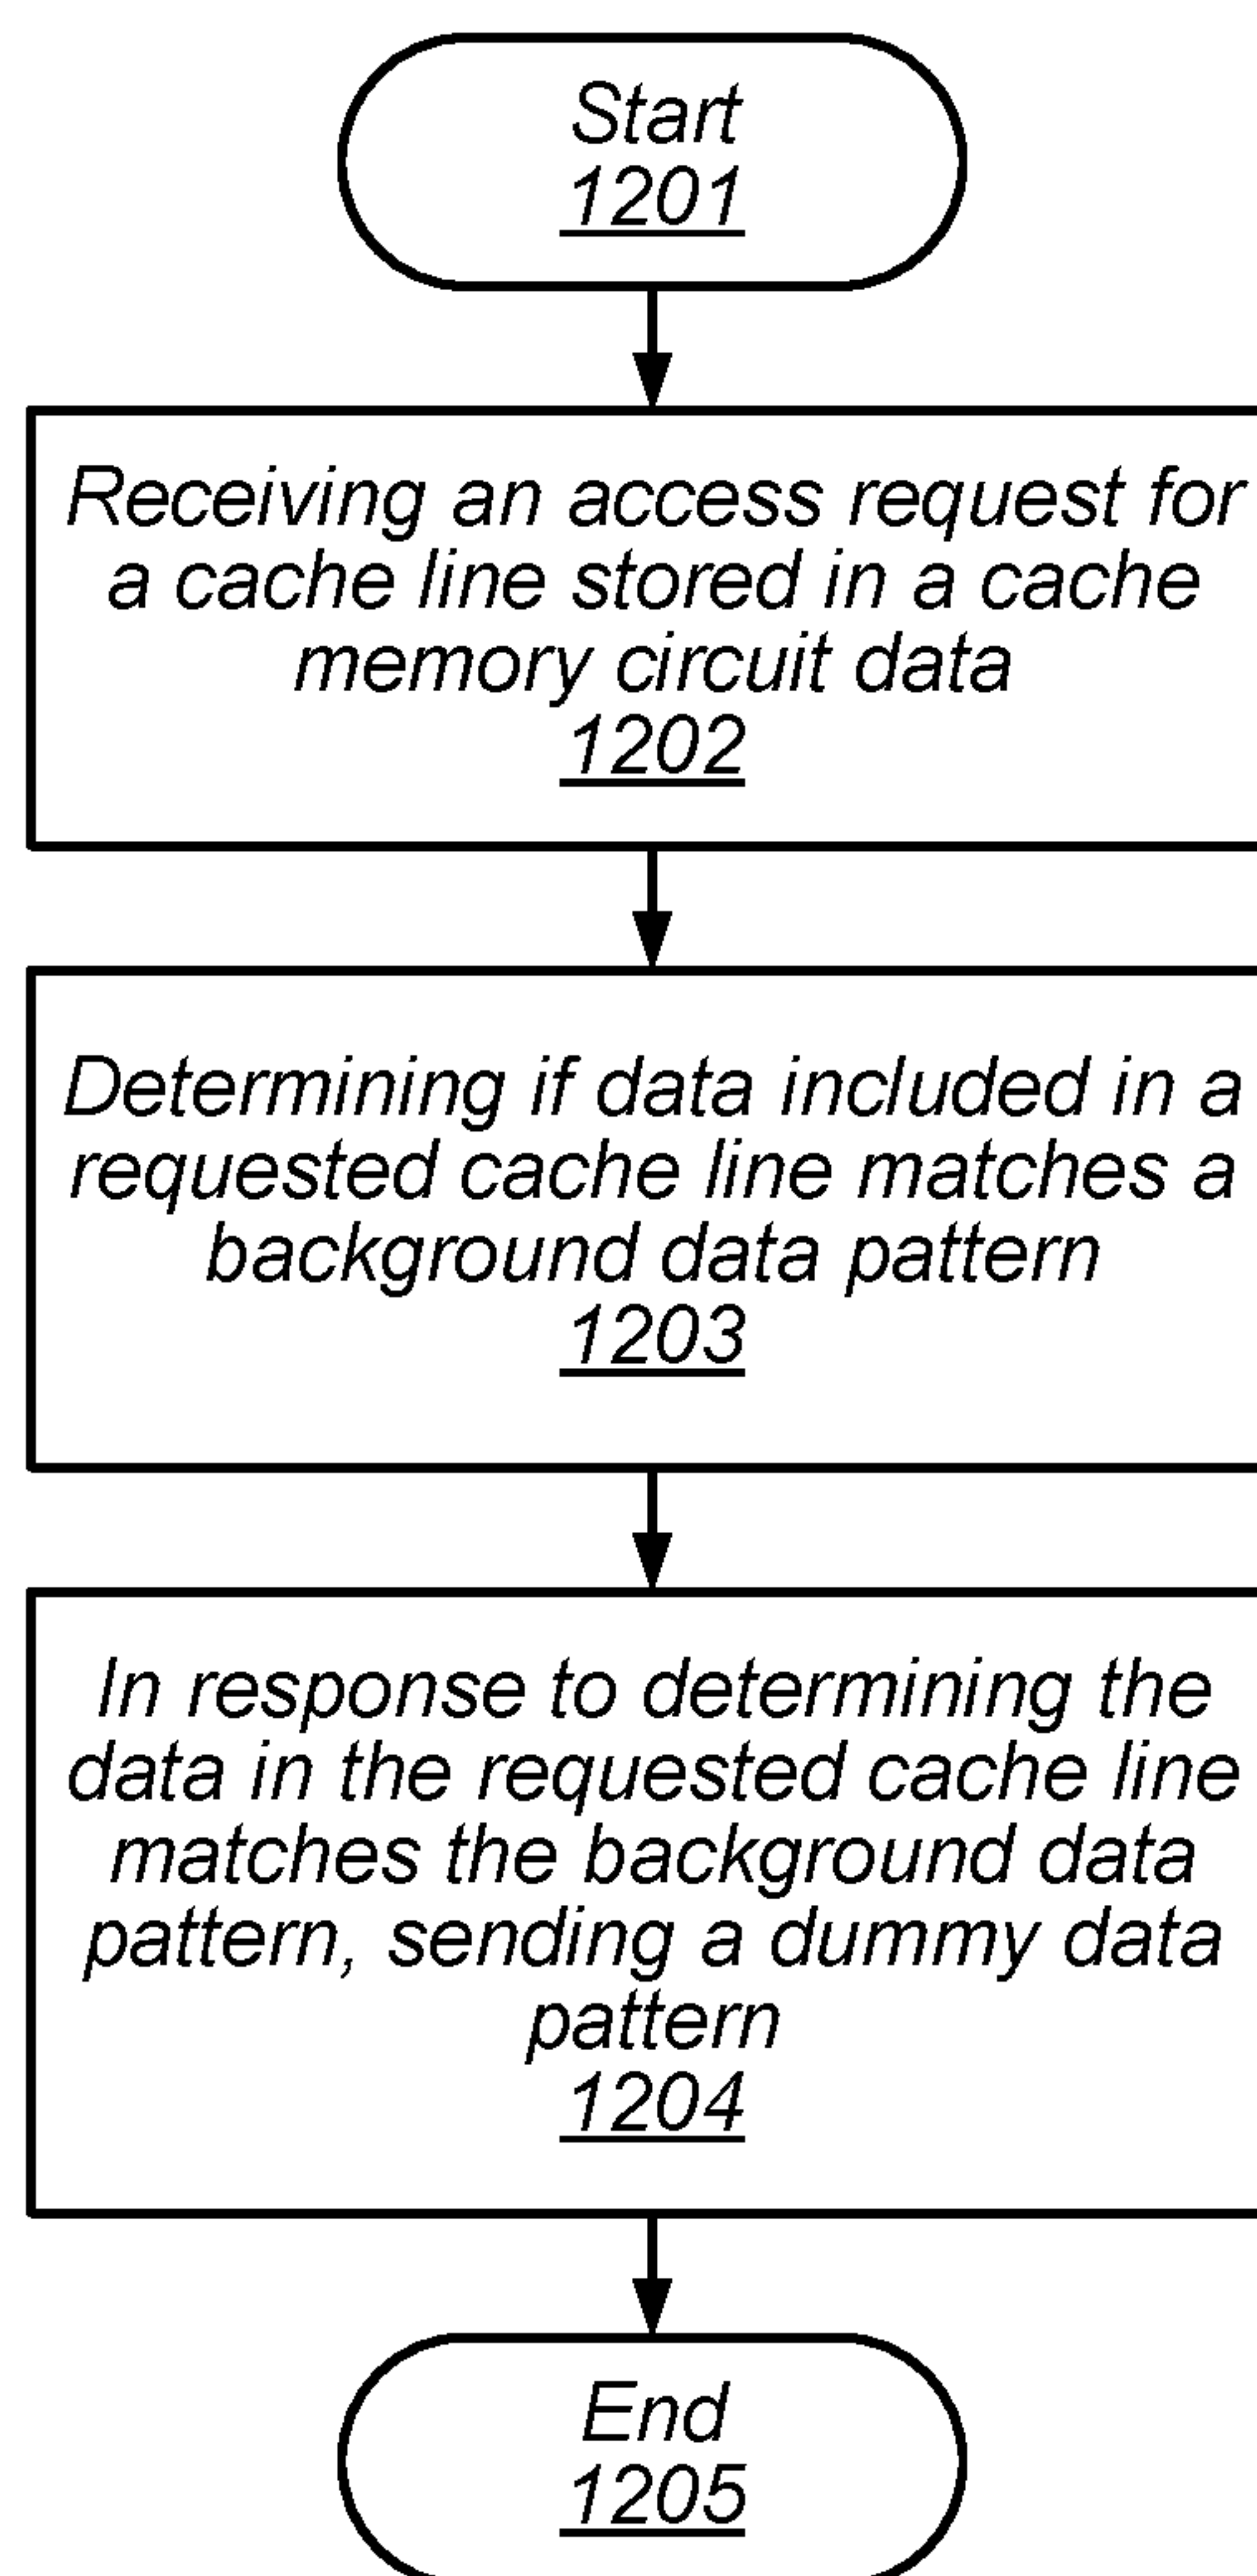 Start
1201
Receiving an access request for
a cache line stored in a cache
memory circuit data
1202
Determining if data included in a
requested cache line matches a
background data pattern
1203
In response to determining the
data in the requested cache line
matches the background data
pattern, sending a dummy data
pattern
1204
End
1205